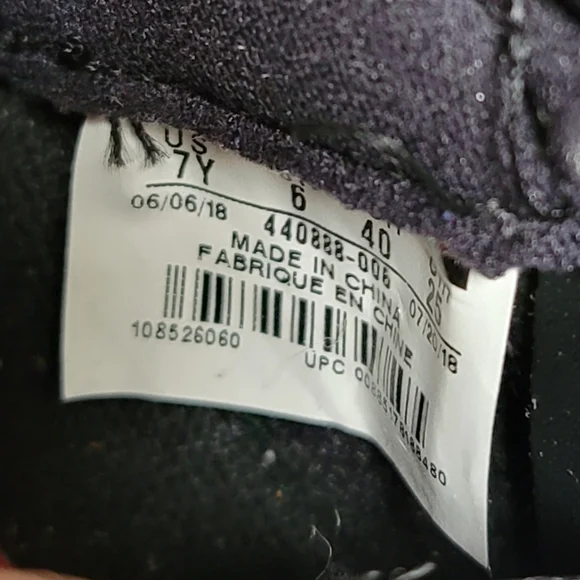 US
7Y 6 40 25
06/06/18 07/20/18
440888-006
MADE IN CHINA
FABRIQUE EN CHINE
108526060
UPC